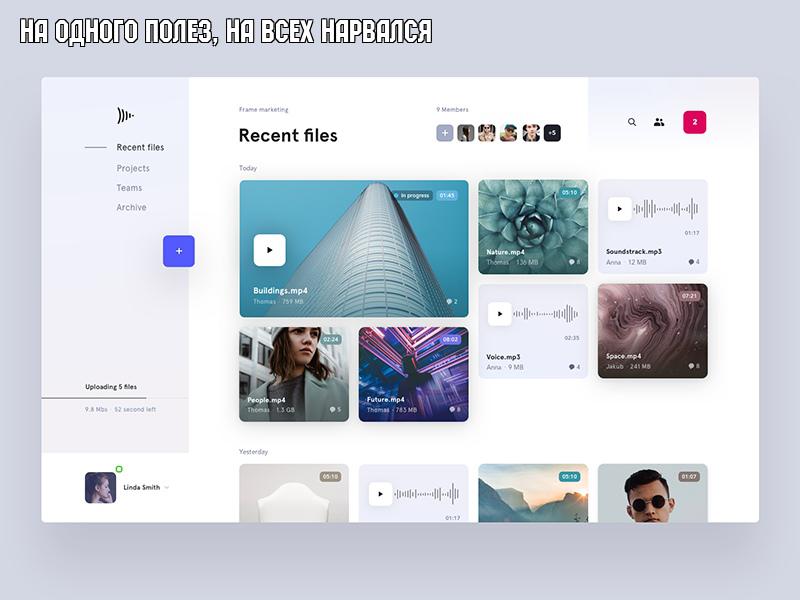 НА ОДНОГО ПОЛЕЗ, НА ВСЕХ НАРВАЛСЯ
Frame marketing
9 Members
Recent files
+5
2
Recent files
Projects
Teams
Archive
Today
In progress
01:45
Buildings.mp4
Thomas · 759 MB
2
05:10
Nature.mp4
Thomas · 136 MB
8
01:17
Soundstrack.mp3
Anna · 12 MB
4
02:35
Voice.mp3
Anna · 9 MB
4
07:21
Space.mp4
Jakub · 241 MB
8
02:24
People.mp4
Thomas · 1.3 GB
5
08:02
Future.mp4
Thomas · 783 MB
8
Uploading 5 files
9.8 Mbs · 52 second left
Linda Smith
Yesterday
05:10
01:17
05:10
01:07